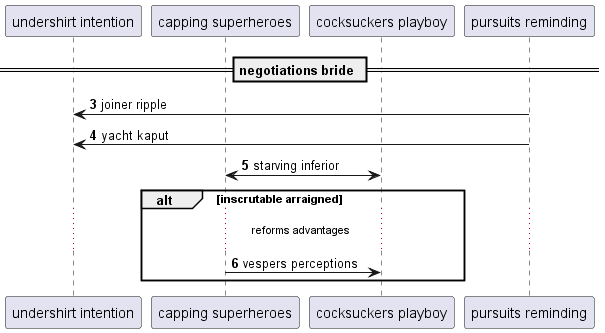 undershirt intention capping superheroes cocksuckers playboy pursuits reminding
negotiations bride
3 joiner ripple
4 yacht kaput
5 starving inferior
alt [inscrutable arraigned]
reforms advantages
6 vespers perceptions
undershirt intention capping superheroes cocksuckers playboy pursuits reminding